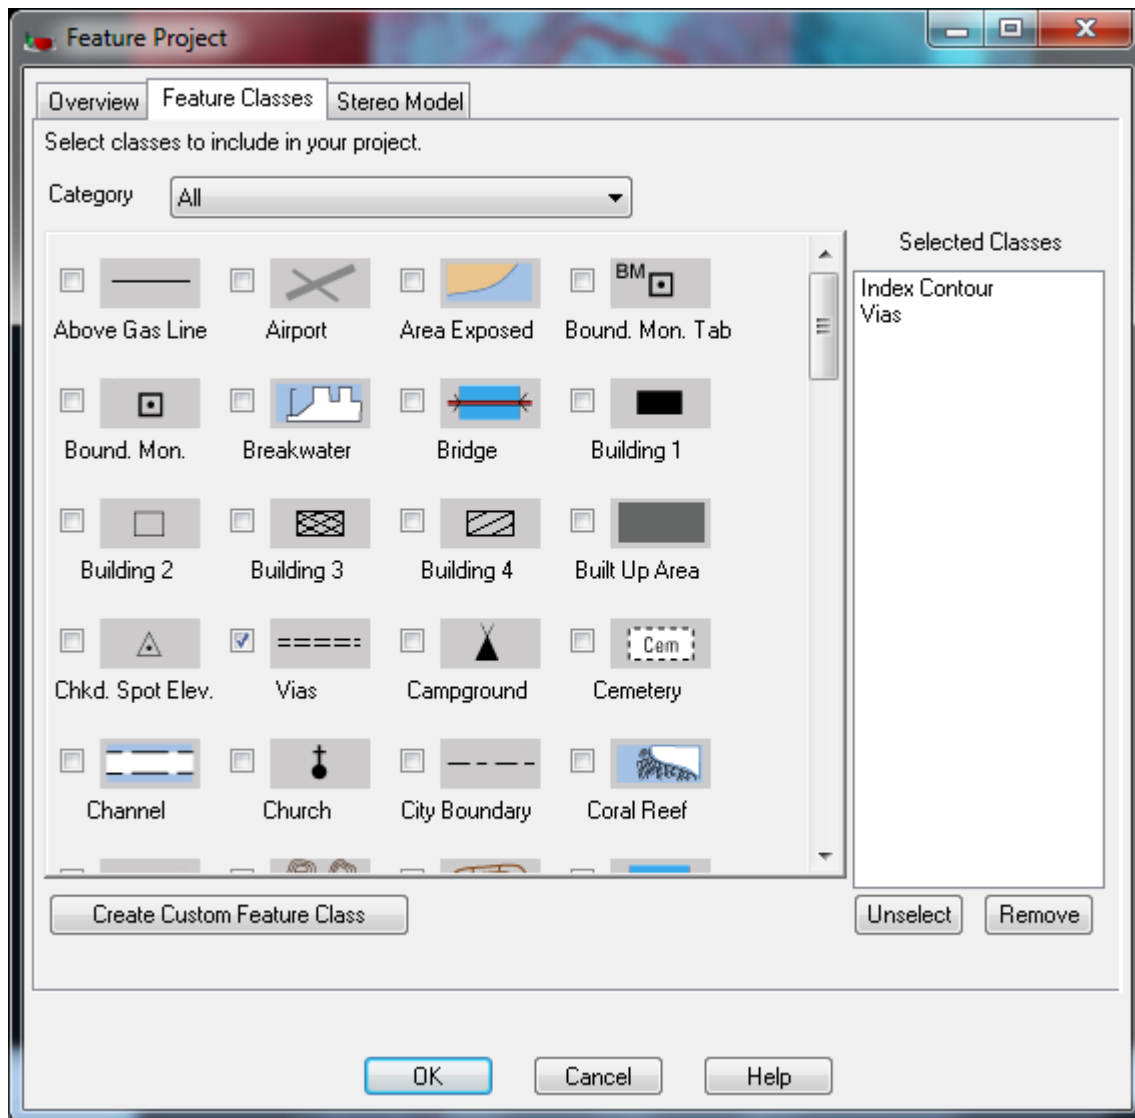 Feature Project
Overview Feature Classes Stereo Model
Select classes to include in your project.
Category All
Selected Classes
Index Contour
Vias
BM
Above Gas Line Airport Area Exposed Bound. Mon. Tab
Bound. Mon. Breakwater Bridge Building 1
Building 2 Building 3 Building 4 Built Up Area
Cem
Chkd. Spot Elev. Vias Campground Cemetery
Channel Church City Boundary Coral Reef
Create Custom Feature Class Unselect Remove
OK Cancel Help